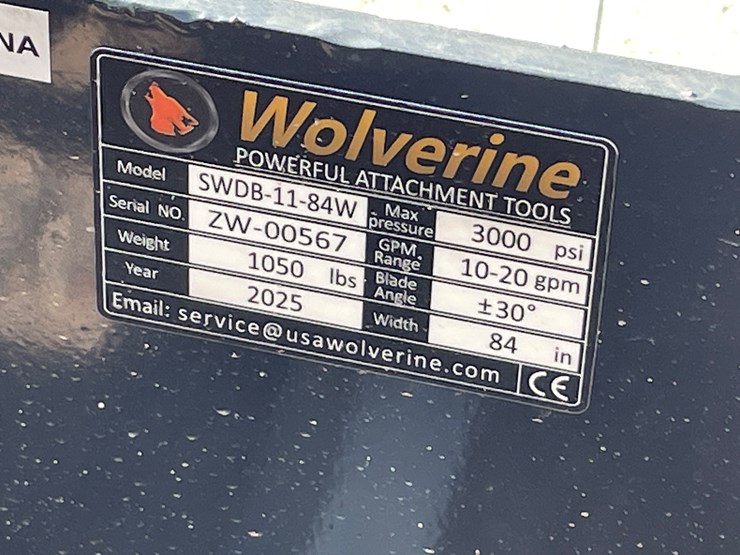 NA
Wolverine
POWERFUL ATTACHMENT TOOLS
Model SWDB-11-84W Max pressure 3000 psi
Serial NO. ZW-00567 GPM. Range 10-20 gpm
Weight 1050 lbs Blade Angle ±30°
Year 2025 Width 84 in
Email: service@usawolverine.com CE